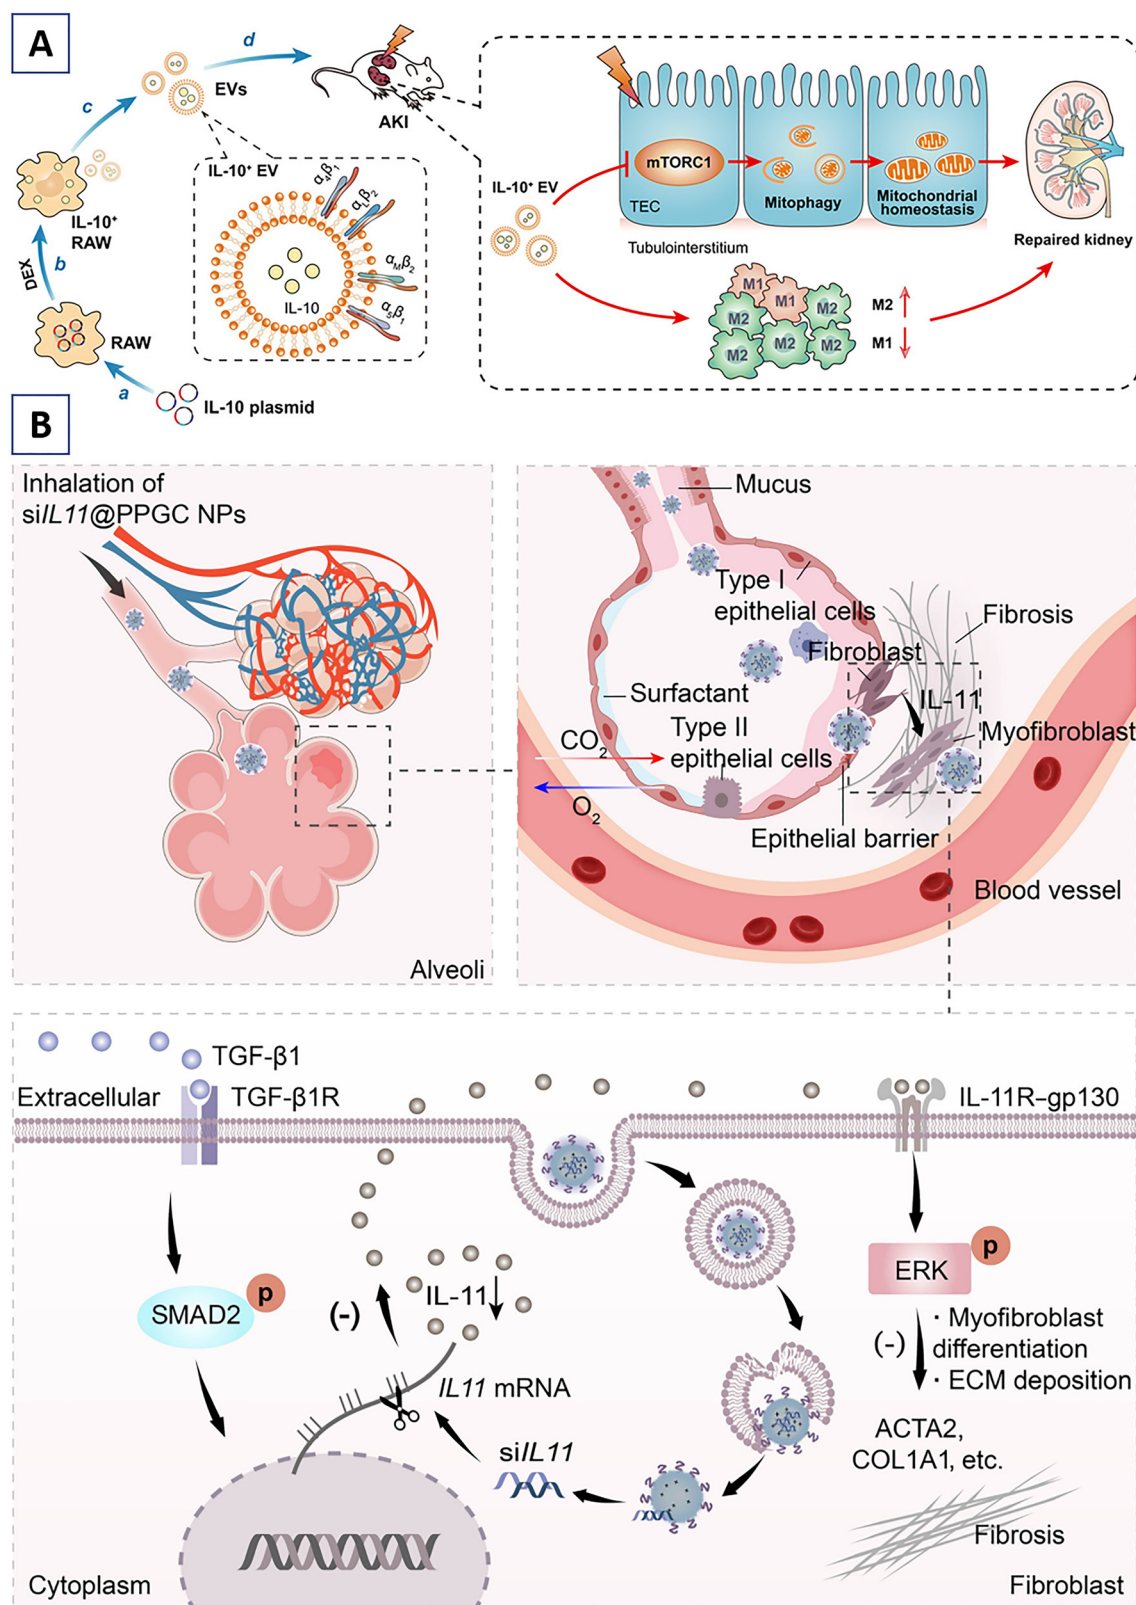 A
d
EVs
c
AKI
IL-10⁺ EV
α₄β₁
αLβ₂
αMβ₂
α₅β₁
IL-10
IL-10⁺
RAW
DEX
b
RAW
a
IL-10 plasmid
mTORC1
TEC
Mitophagy
Mitochondrial
homeostasis
IL-10⁺ EV
Tubulointerstitium
Repaired kidney
M1
M1
M2
M2
M2
M2
M2
M2
M1
B
Inhalation of
siIL11@PPGC NPs
Alveoli
Mucus
Type I
epithelial cells
Fibrosis
Fibroblast
Surfactant
IL-11
Type II
epithelial cells
Myofibroblast
CO₂
O₂
Epithelial barrier
Blood vessel
TGF-β1
Extracellular
TGF-β1R
IL-11R–gp130
p
ERK
p
SMAD2
(-)
IL-11
(-)
· Myofibroblast
differentiation
· ECM deposition
IL11 mRNA
ACTA2,
COL1A1, etc.
siIL11
Fibrosis
Cytoplasm
Fibroblast